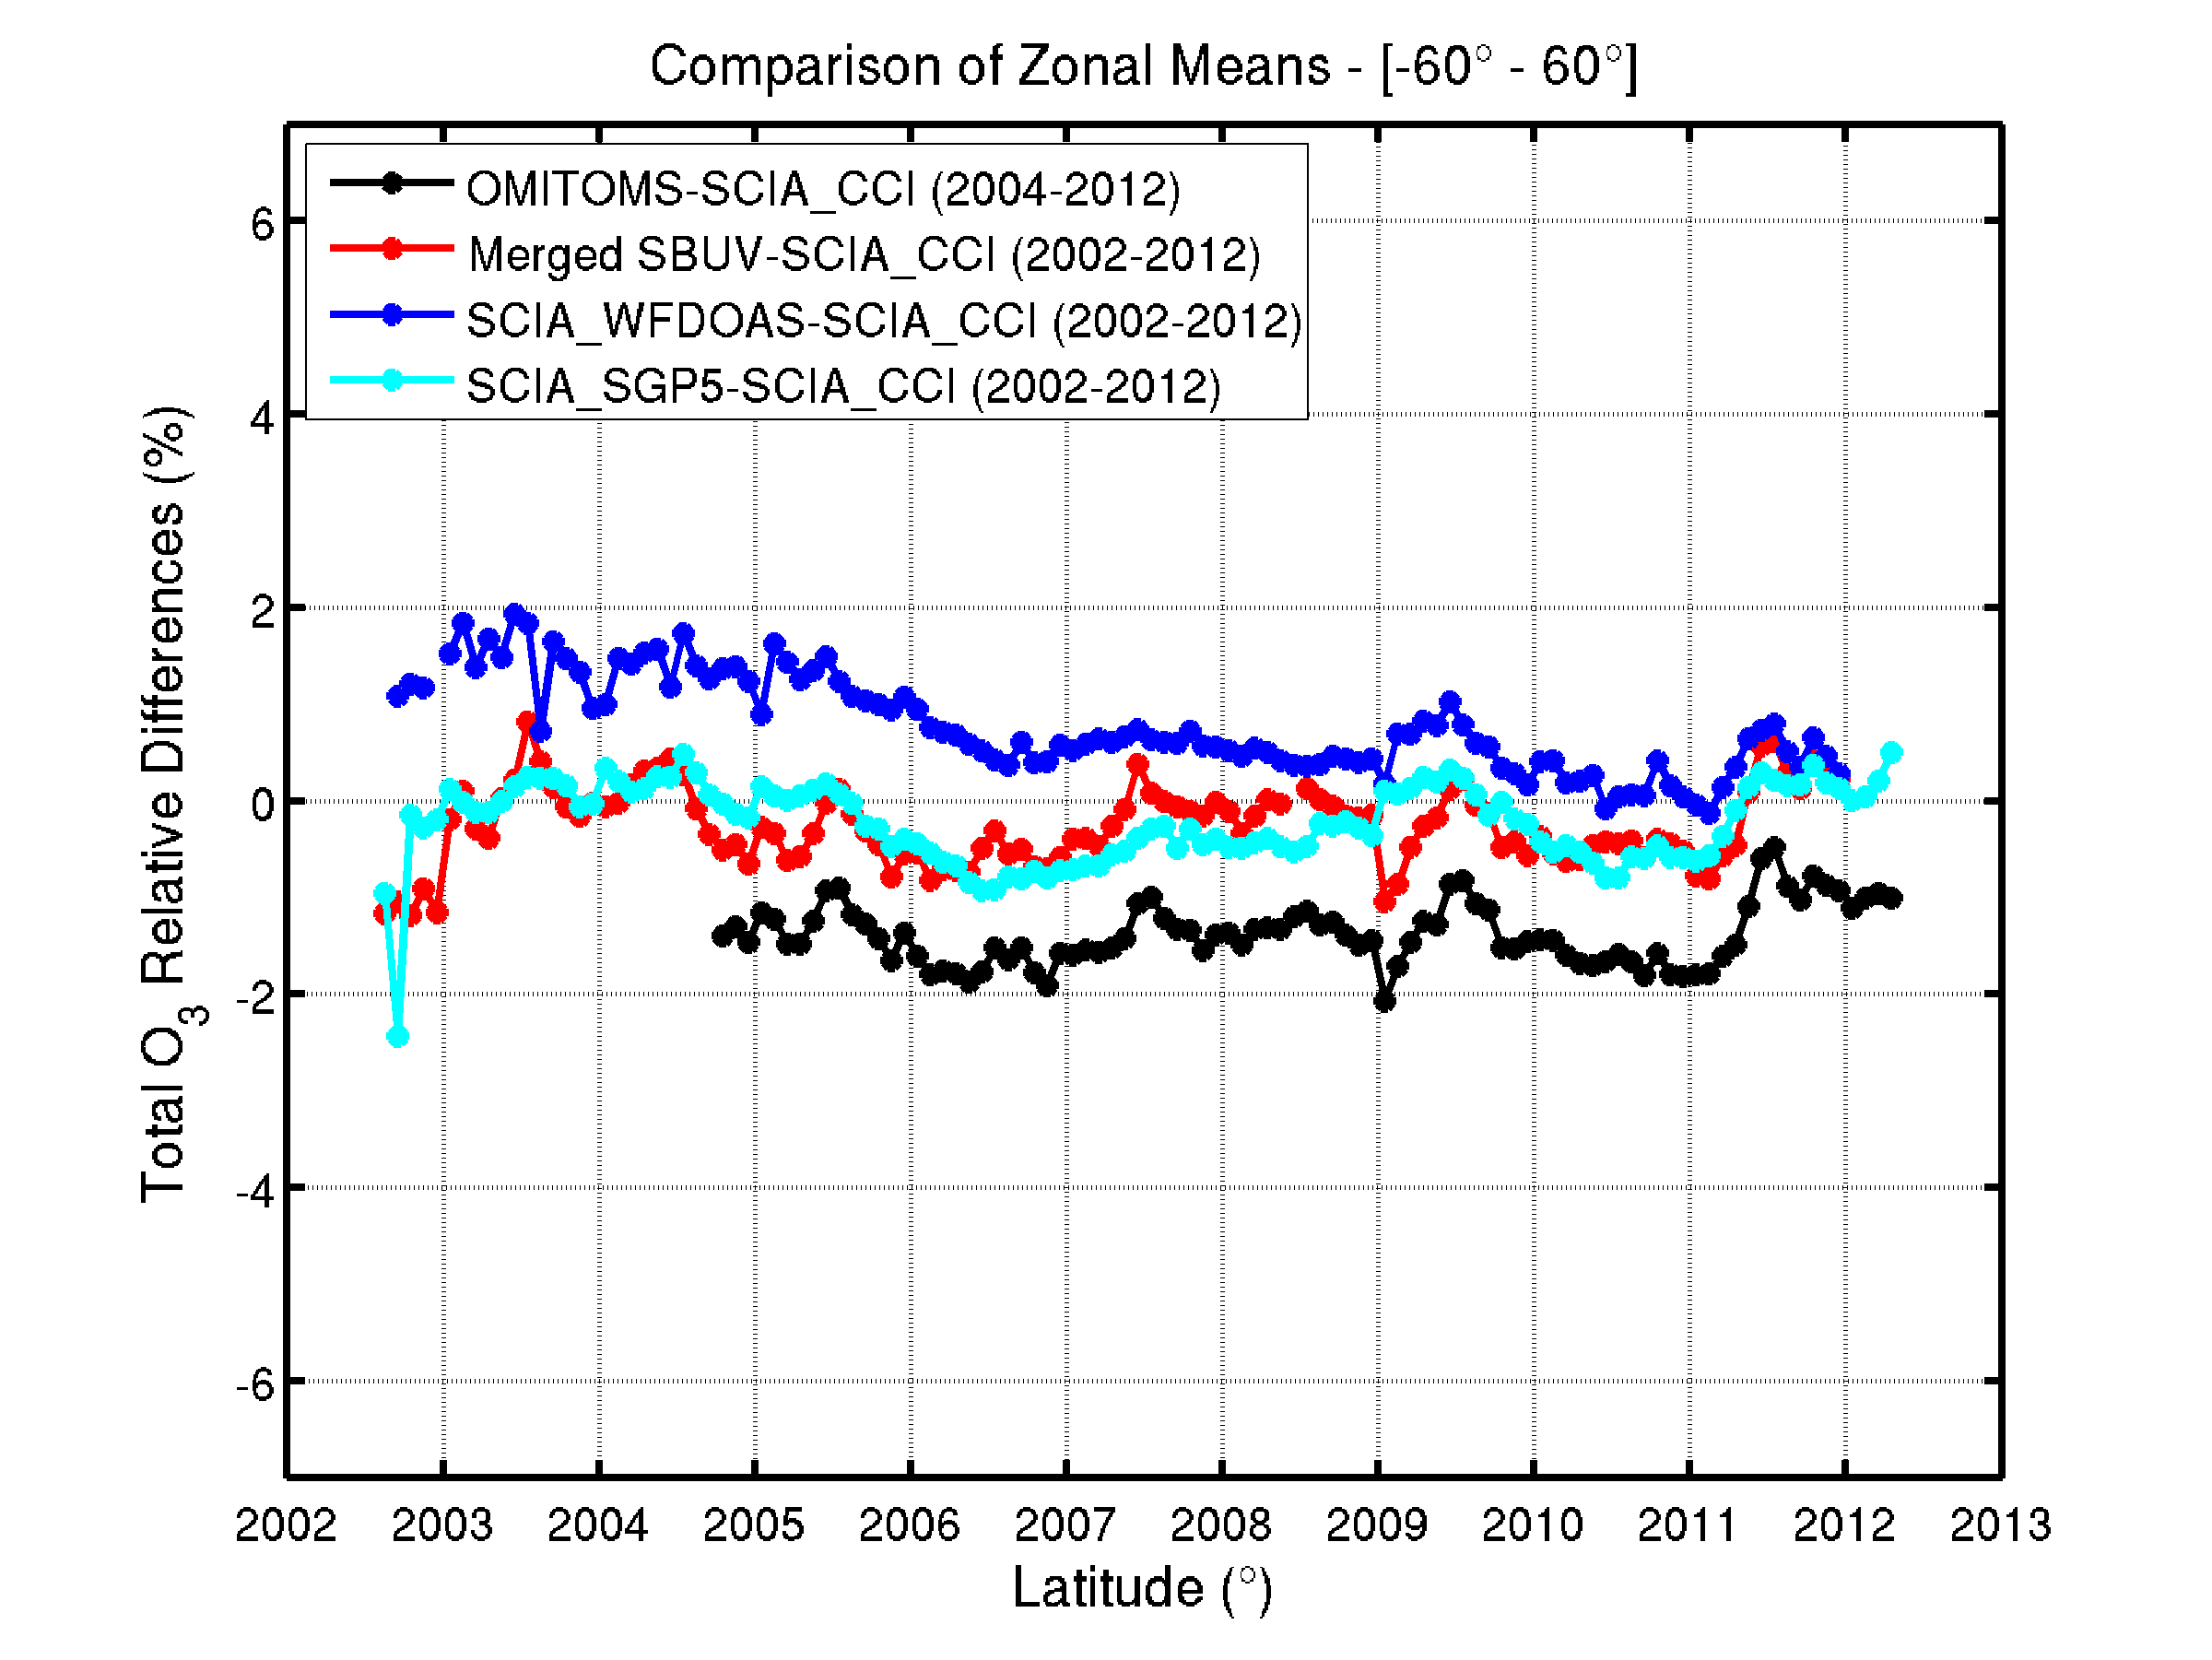 Comparison of Zonal Means - [-60° - 60°]
OMITOMS-SCIA_CCI (2004-2012)
Merged SBUV-SCIA_CCI (2002-2012)
SCIA_WFDOAS-SCIA_CCI (2002-2012)
SCIA_SGP5-SCIA_CCI (2002-2012)
Total O3 Relative Differences (%)
6
4
2
0
-2
-4
-6
2002 2003 2004 2005 2006 2007 2008 2009 2010 2011 2012 2013
Latitude (°)